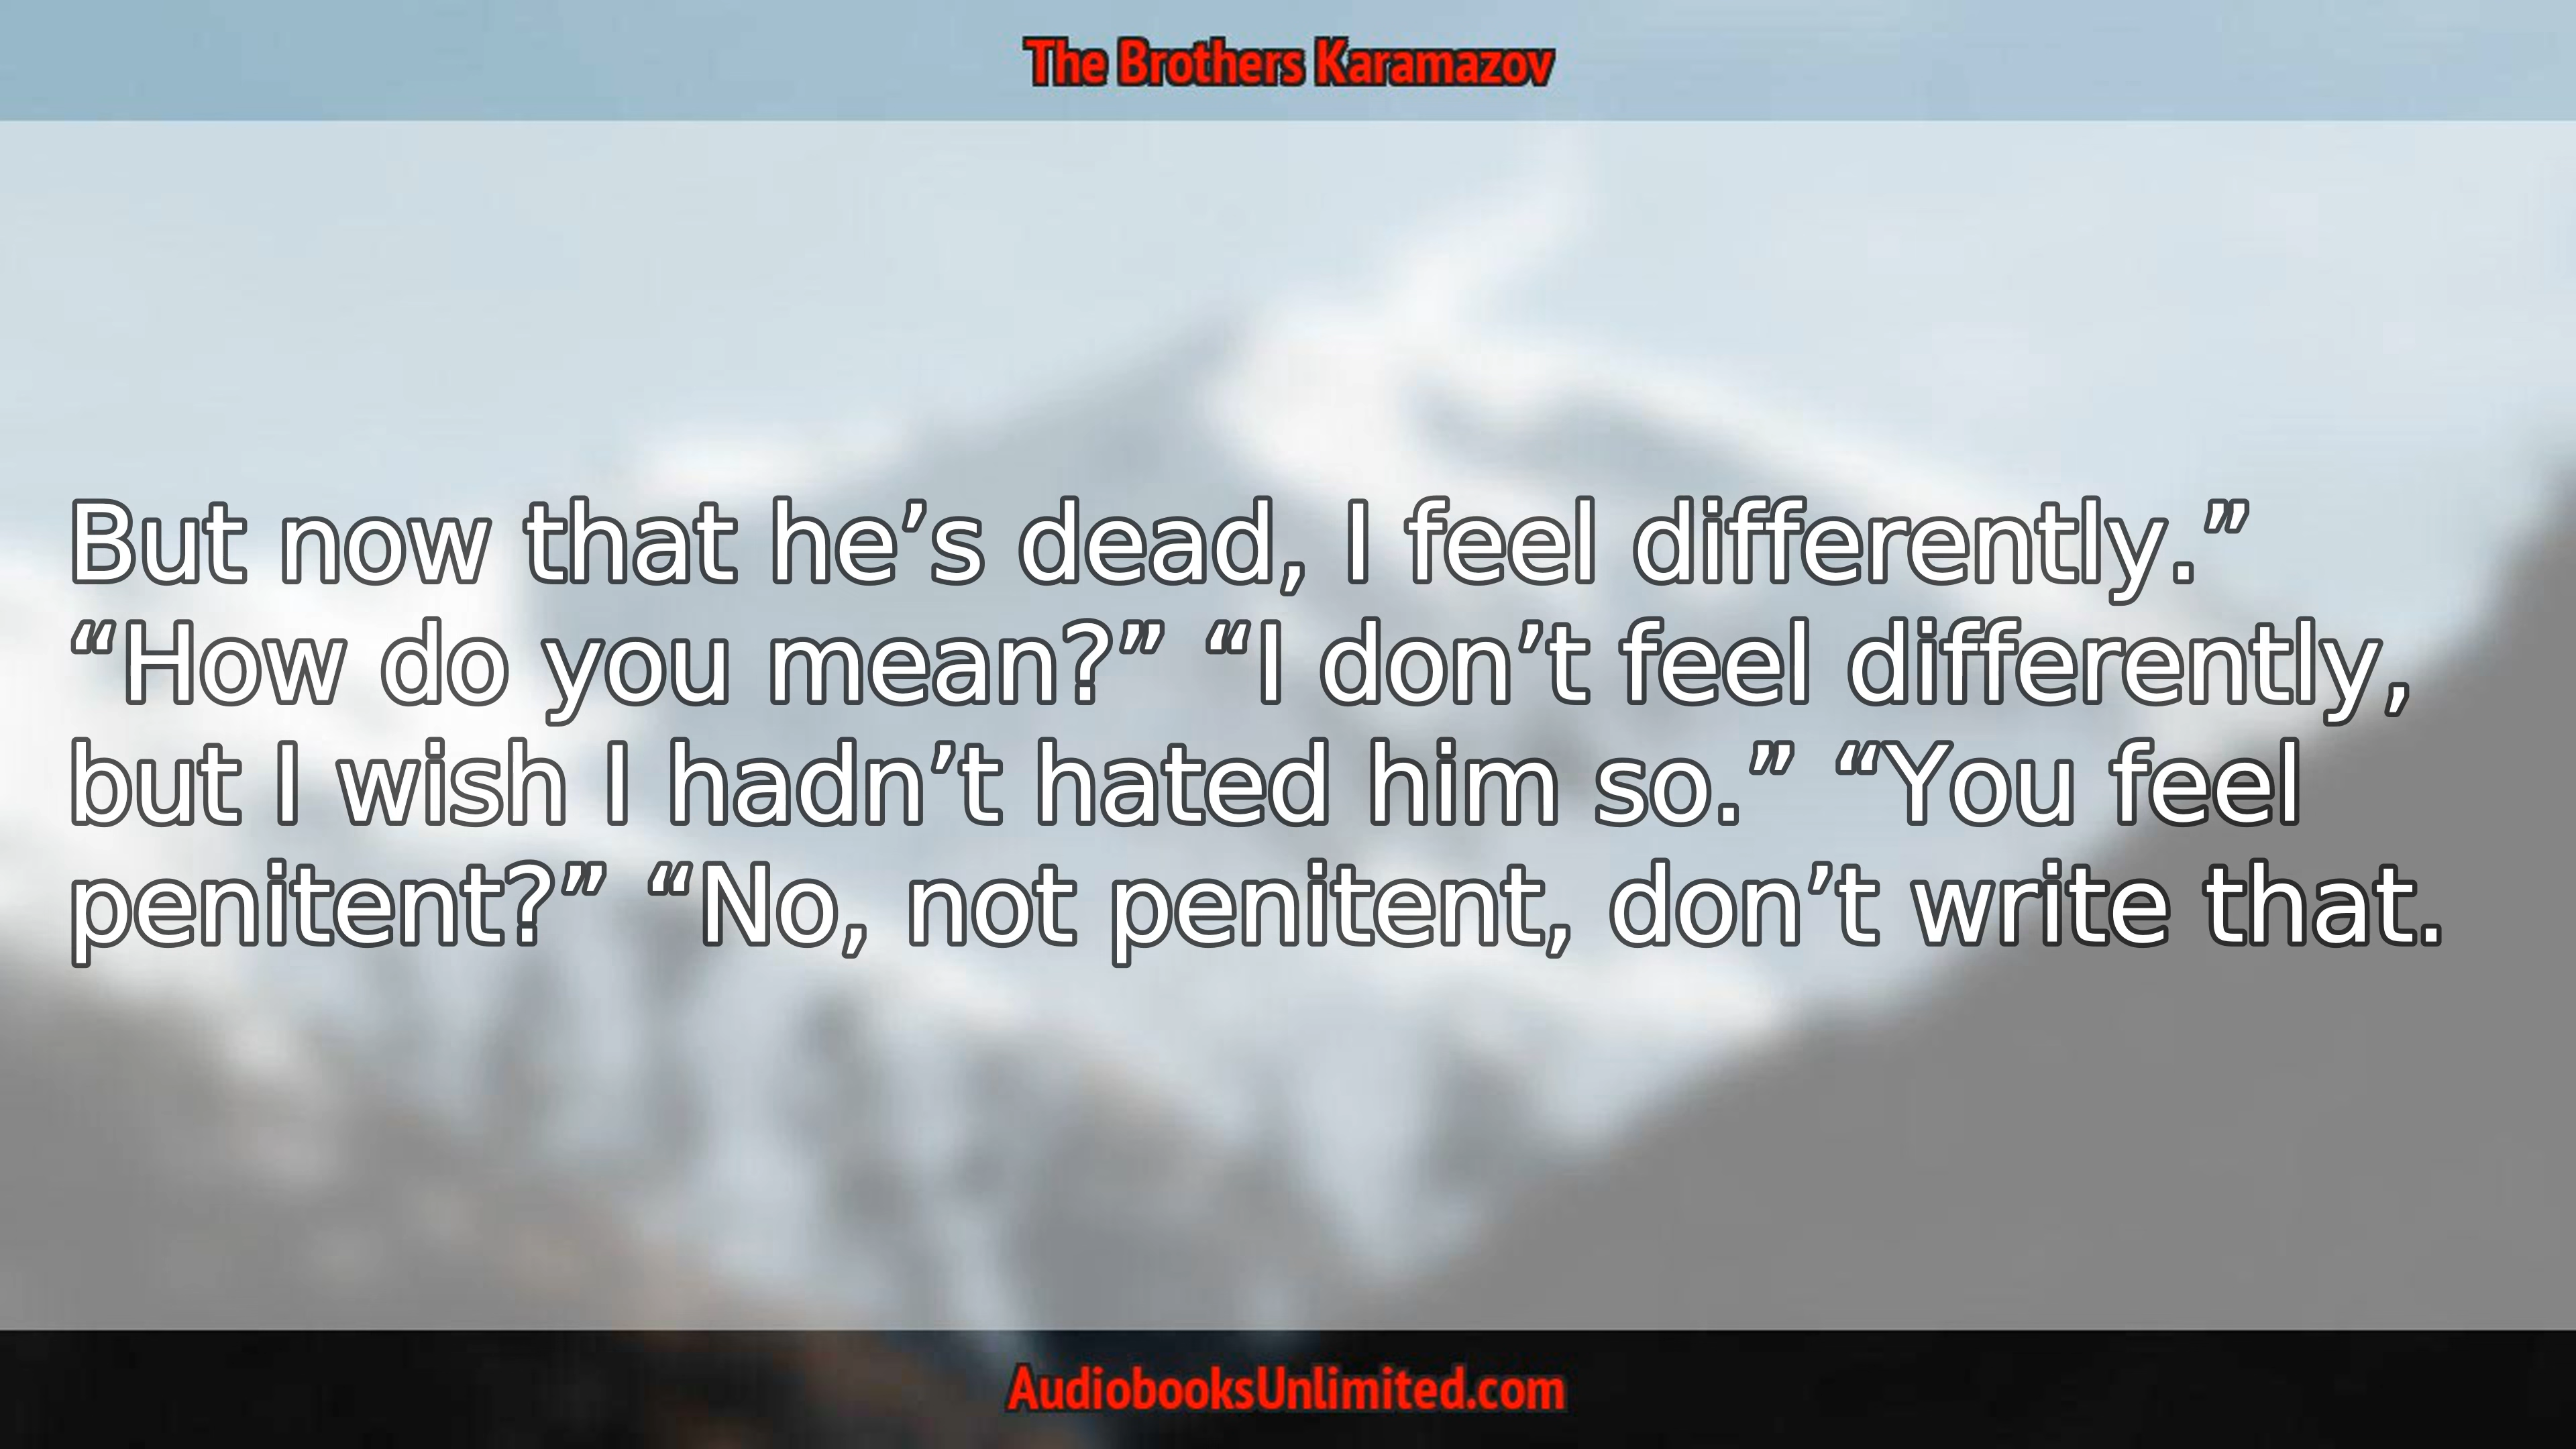 The Brothers Karamazov
But now that he’s dead, I feel differently.”
“How do you mean?” “I don’t feel differently,
but I wish I hadn’t hated him so.” “You feel
penitent?” “No, not penitent, don’t write that.
AudiobooksUnlimited.com